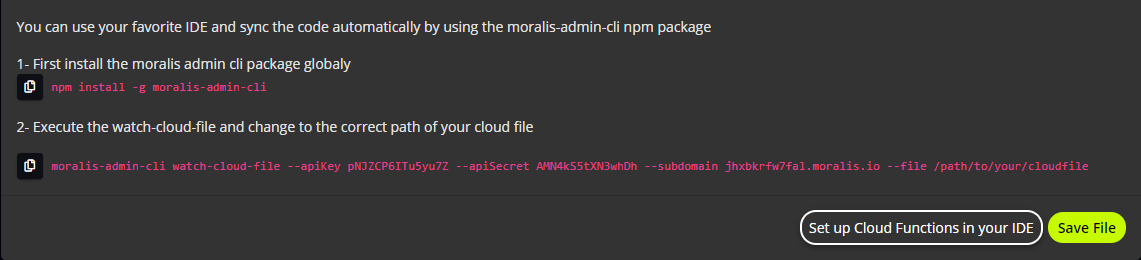 You can use your favorite IDE and sync the code automatically by using the moralis-admin-cli npm package
1- First install the moralis admin cli package globaly
npm install -g moralis-admin-cli
2- Execute the watch-cloud-file and change to the correct path of your cloud file
moralis-admin-cli watch-cloud-file --apiKey pNJZCP6ITu5yu7Z --apiSecret AMN4kS5tXN3whDh --subdomain jhxbkrfw7fal.moralis.io --file /path/to/your/cloudfile
Set up Cloud Functions in your IDE
Save File